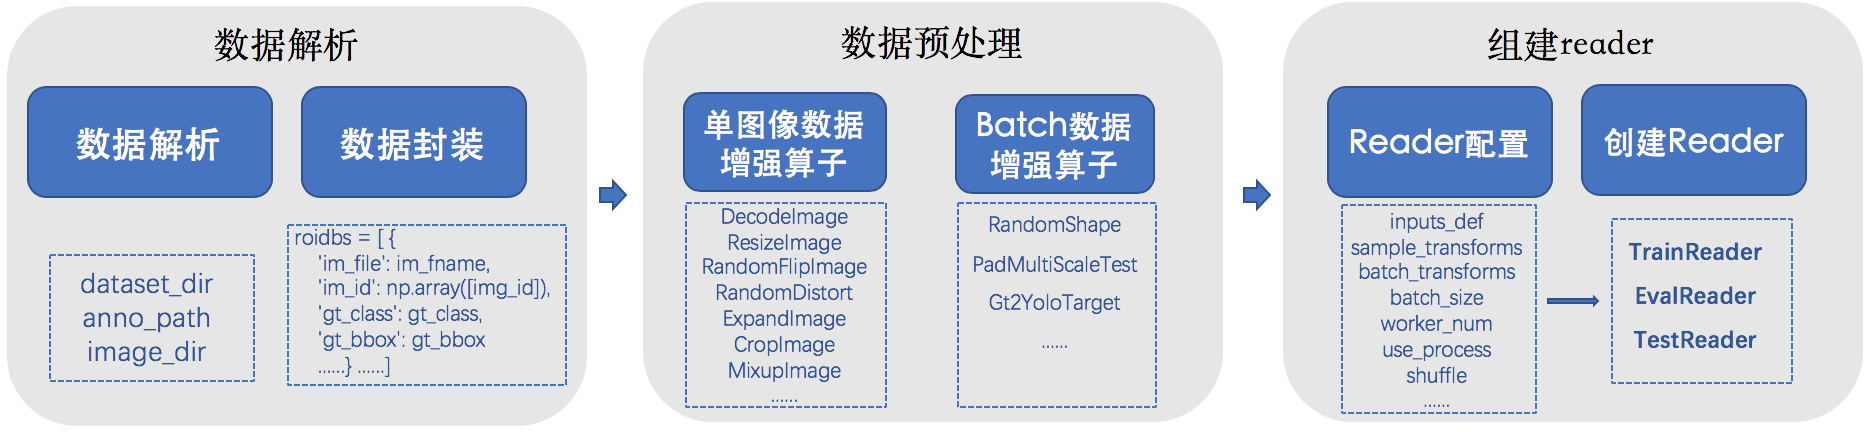 数据解析
数据解析
数据封装
dataset_dir
anno_path
image_dir
roidbs = [ {
'im_file': im_fname,
'im_id': np.array([img_id]),
'gt_class': gt_class,
'gt_bbox': gt_bbox
......} ......]
数据预处理
单图像数据
增强算子
Batch数据
增强算子
DecodeImage
ResizeImage
RandomFlipImage
RandomDistort
ExpandImage
CropImage
MixupImage
......
RandomShape
PadMultiScaleTest
Gt2YoloTarget
......
组建reader
Reader配置
创建Reader
inputs_def
sample_transforms
batch_transforms
batch_size
worker_num
use_process
shuffle
......
TrainReader
EvalReader
TestReader